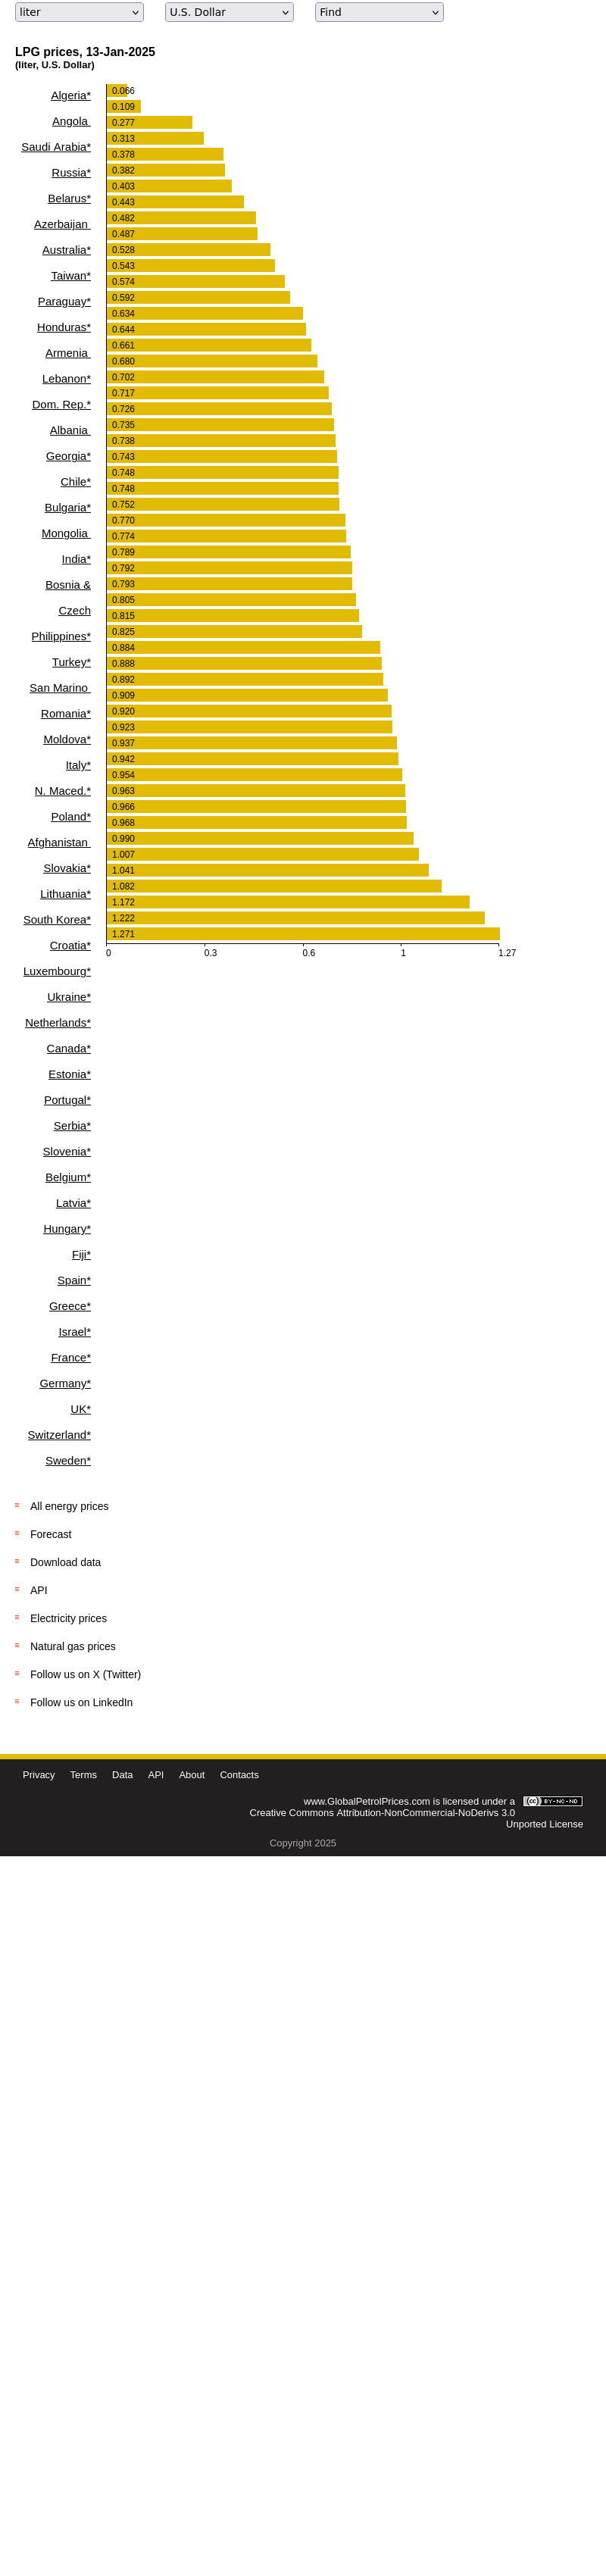 liter U.S. Dollar Find
LPG prices, 13-Jan-2025
(liter, U.S. Dollar)
Algeria*
Angola
Saudi Arabia*
Russia*
Belarus*
Azerbaijan
Australia*
Taiwan*
Paraguay*
Honduras*
Armenia
Lebanon*
Dom. Rep.*
Albania
Georgia*
Chile*
Bulgaria*
Mongolia
India*
Bosnia &
Czech
Philippines*
Turkey*
San Marino
Romania*
Moldova*
Italy*
N. Maced.*
Poland*
Afghanistan
Slovakia*
Lithuania*
South Korea*
Croatia*
Luxembourg*
Ukraine*
Netherlands*
Canada*
Estonia*
Portugal*
Serbia*
Slovenia*
Belgium*
Latvia*
Hungary*
Fiji*
Spain*
Greece*
Israel*
France*
Germany*
UK*
Switzerland*
Sweden*
0.066
0.109
0.277
0.313
0.378
0.382
0.403
0.443
0.482
0.487
0.528
0.543
0.574
0.592
0.634
0.644
0.661
0.680
0.702
0.717
0.726
0.735
0.738
0.743
0.748
0.748
0.752
0.770
0.774
0.789
0.792
0.793
0.805
0.815
0.825
0.884
0.888
0.892
0.909
0.920
0.923
0.937
0.942
0.954
0.963
0.966
0.968
0.990
1.007
1.041
1.082
1.172
1.222
1.271
0 0.3 0.6 1 1.27
All energy prices
Forecast
Download data
API
Electricity prices
Natural gas prices
Follow us on X (Twitter)
Follow us on LinkedIn
Privacy Terms Data API About Contacts
www.GlobalPetrolPrices.com is licensed under a
cc BY-NC-ND
Creative Commons Attribution-NonCommercial-NoDerivs 3.0
Unported License
Copyright 2025